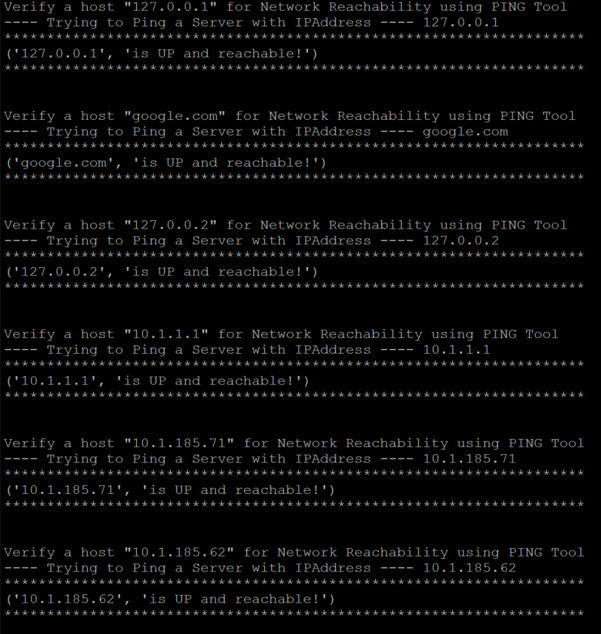 Verify a host "127.0.0.1" for Network Reachability using PING Tool
---- Trying to Ping a Server with IPAddress ---- 127.0.0.1
********************************************************************
('127.0.0.1', 'is UP and reachable!')
********************************************************************
Verify a host "google.com" for Network Reachability using PING Tool
---- Trying to Ping a Server with IPAddress ---- google.com
********************************************************************
('google.com', 'is UP and reachable!')
********************************************************************
Verify a host "127.0.0.2" for Network Reachability using PING Tool
---- Trying to Ping a Server with IPAddress ---- 127.0.0.2
********************************************************************
('127.0.0.2', 'is UP and reachable!')
********************************************************************
Verify a host "10.1.1.1" for Network Reachability using PING Tool
---- Trying to Ping a Server with IPAddress ---- 10.1.1.1
********************************************************************
('10.1.1.1', 'is UP and reachable!')
********************************************************************
Verify a host "10.1.185.71" for Network Reachability using PING Tool
---- Trying to Ping a Server with IPAddress ---- 10.1.185.71
********************************************************************
('10.1.185.71', 'is UP and reachable!')
********************************************************************
Verify a host "10.1.185.62" for Network Reachability using PING Tool
---- Trying to Ping a Server with IPAddress ---- 10.1.185.62
********************************************************************
('10.1.185.62', 'is UP and reachable!')
********************************************************************